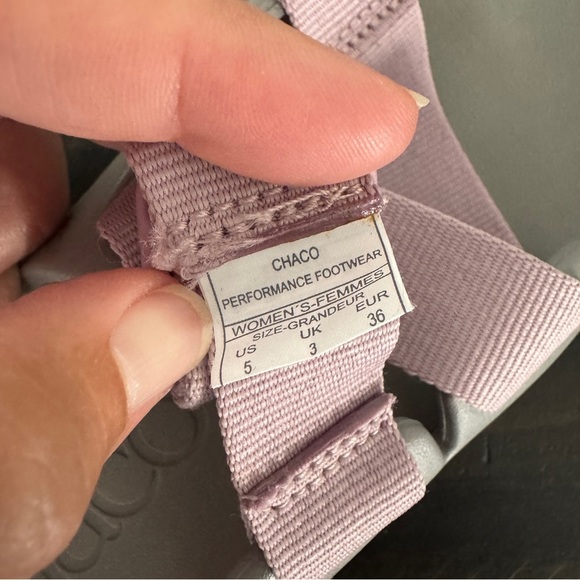 CHACO
PERFORMANCE FOOTWEAR
WOMEN´S-FEMMES
SIZE-GRANDEUR
US UK EUR
5 3 36